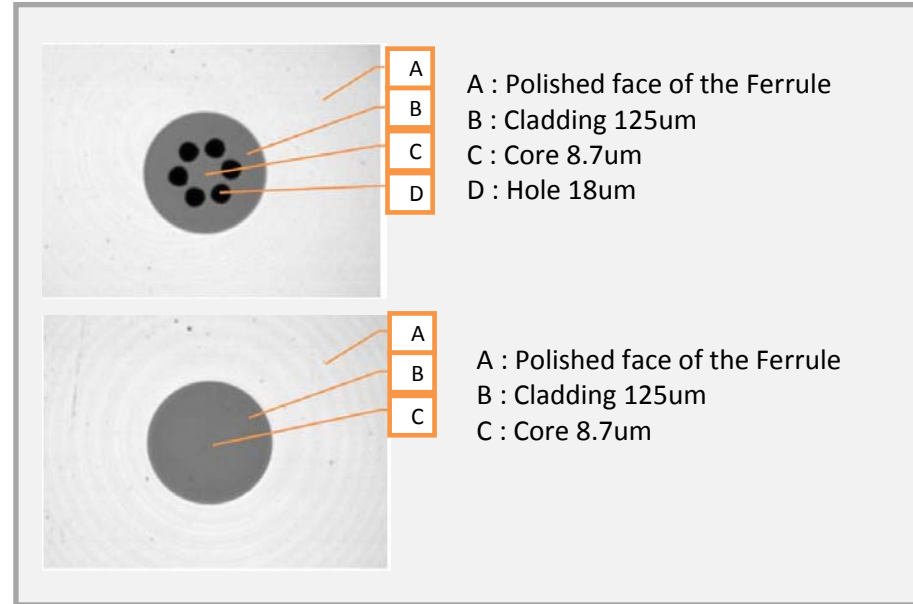 A
B
C
D
A : Polished face of the Ferrule
B : Cladding 125um
C : Core 8.7um
D : Hole 18um
A
B
C
A : Polished face of the Ferrule
B : Cladding 125um
C : Core 8.7um